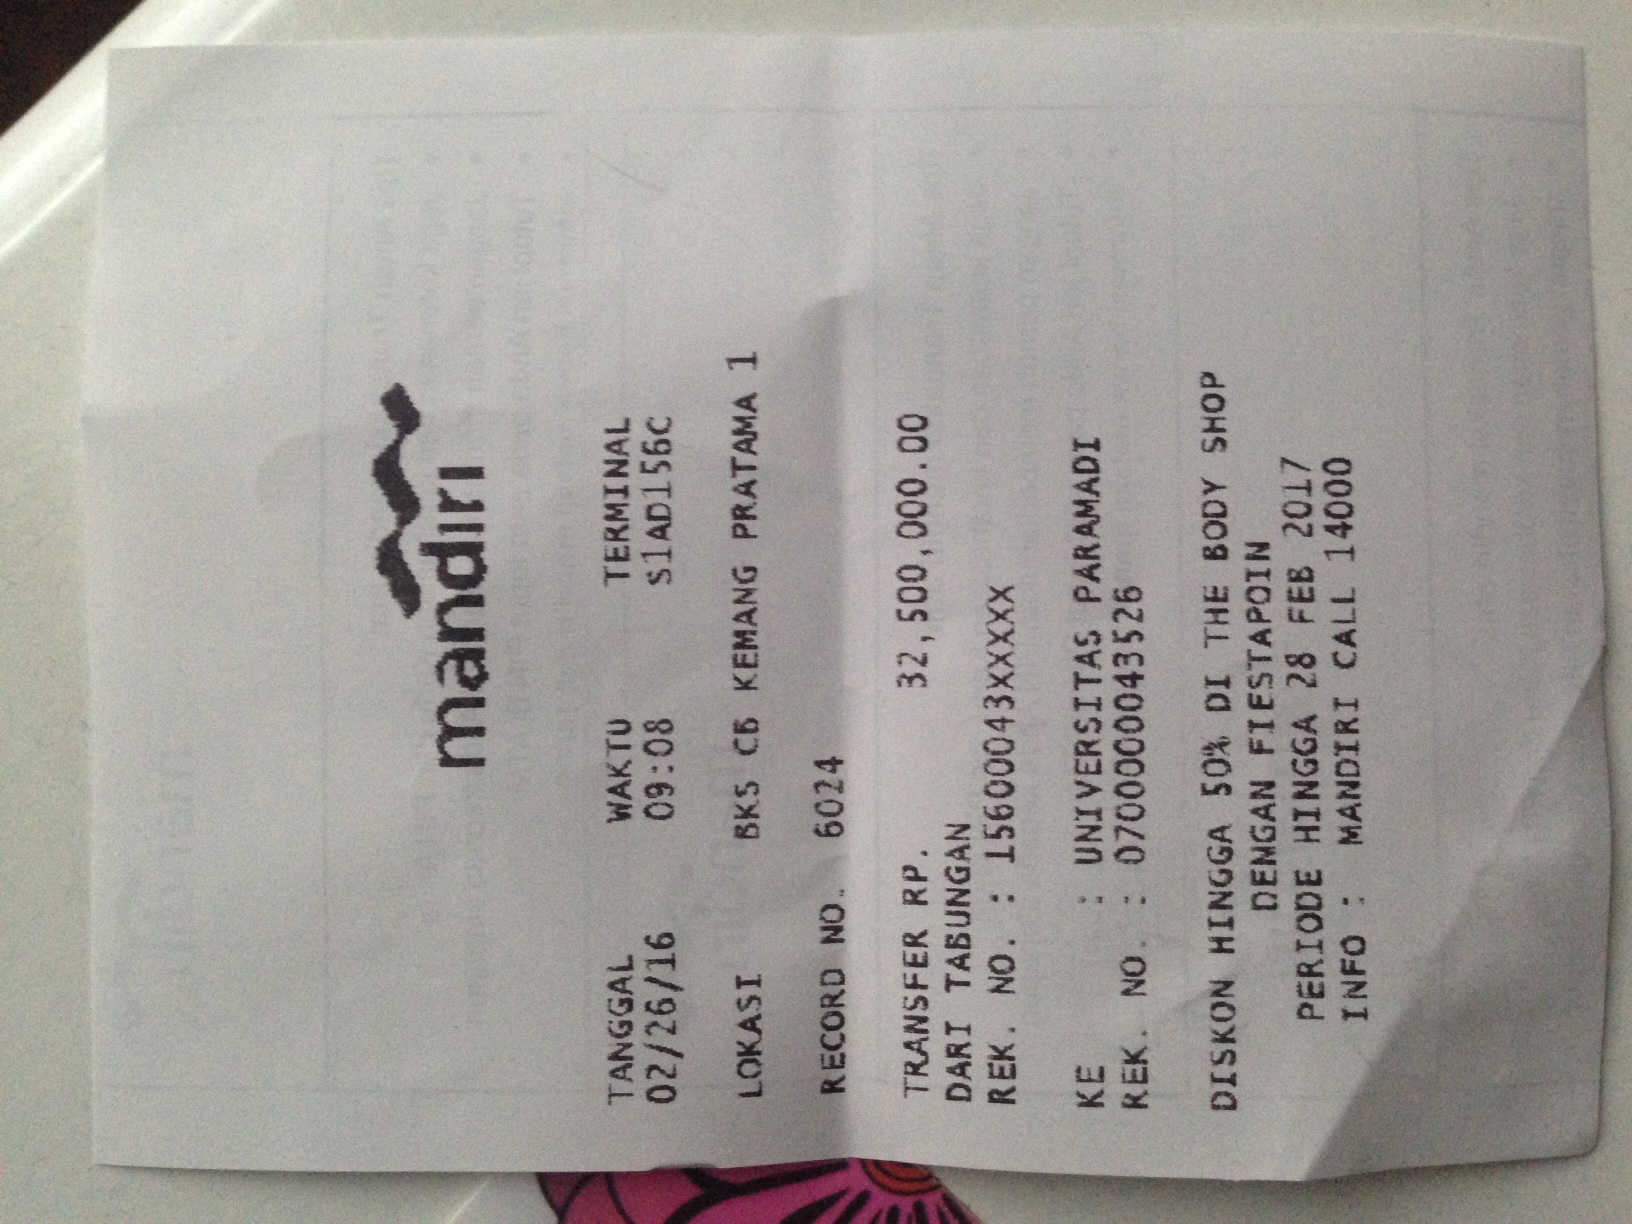 mandiri
TANGGAL WAKTU TERMINAL
02/26/16 09:08 S1AD156C
LOKASI BKS CB KEMANG PRATAMA 1
RECORD NO. 6024
TRANSFER RP. 32,500,000.00
DARI TABUNGAN
REK. NO. : 15600043XXXXX
KE : UNIVERSITAS PARAMADI
REK. NO. : 0700000043526
DISKON HINGGA 50% DI THE BODY SHOP
DENGAN FIESTAPOIN
PERIODE HINGGA 28 FEB 2017
INFO : MANDIRI CALL 14000